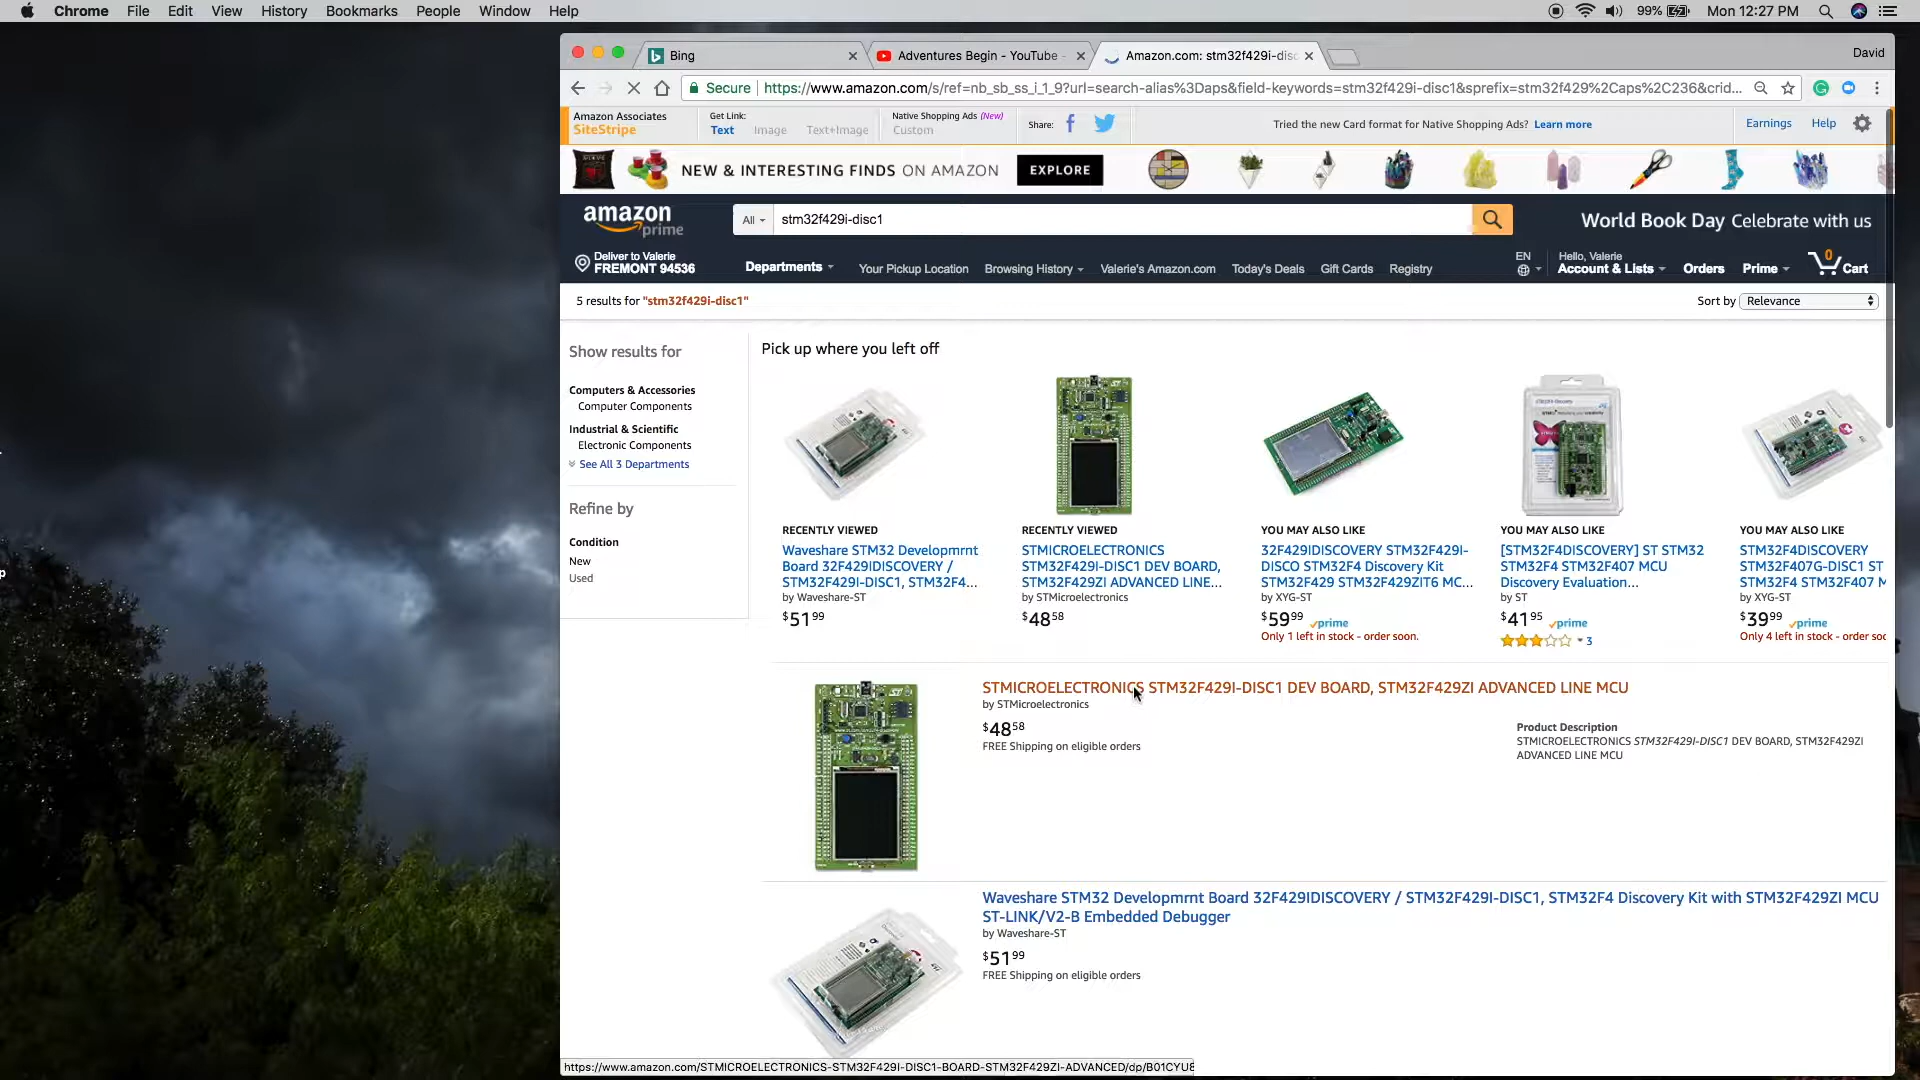 Chrome File Edit View History Bookmarks People Window Help
99% Mon 12:27 PM
Bing
Adventures Begin - YouTube -
Amazon.com: stm32f429i-disc
David
Secure https://www.amazon.com/s/ref=nb_sb_ss_i_1_9?url=search-alias%3Daps&field-keywords=stm32f429i-disc1&sprefix=stm32f429%2Caps%2C236&crid...
Amazon Associates
SiteStripe
Get Link:
Text Image Text+Image
Native Shopping Ads (New)
Custom
Share:
Tried the new Card format for Native Shopping Ads? Learn more
Earnings Help
NEW & INTERESTING FINDS ON AMAZON EXPLORE
amazon
prime
All stm32f429i-disc1
World Book Day Celebrate with us
Deliver to Valerie
FREMONT 94536
Departments Your Pickup Location Browsing History Valerie's Amazon.com Today's Deals Gift Cards Registry
EN
Hello, Valerie
Account & Lists Orders Prime 0 Cart
5 results for "stm32f429i-disc1"
Sort by Relevance
Show results for
Computers & Accessories
Computer Components
Industrial & Scientific
Electronic Components
See All 3 Departments
Refine by
Condition
New
Used
Pick up where you left off
RECENTLY VIEWED
Waveshare STM32 Developmrnt
Board 32F429IDISCOVERY /
STM32F429I-DISC1, STM32F4...
by Waveshare-ST
$51 99
RECENTLY VIEWED
STMICROELECTRONICS
STM32F429I-DISC1 DEV BOARD,
STM32F429ZI ADVANCED LINE...
by STMicroelectronics
$48 58
YOU MAY ALSO LIKE
32F429IDISCOVERY STM32F429I-
DISCO STM32F4 Discovery Kit
STM32F429 STM32F429ZIT6 MC...
by XYG-ST
$59 99 prime
Only 1 left in stock - order soon.
YOU MAY ALSO LIKE
[STM32F4DISCOVERY] ST STM32
STM32F4 STM32F407 MCU
Discovery Evaluation...
by ST
$41 95 prime
3
YOU MAY ALSO LIKE
STM32F4DISCOVERY
STM32F407G-DISC1 ST
STM32F4 STM32F407 M
by XYG-ST
$39 99 prime
Only 4 left in stock - order soo
STMICROELECTRONICS STM32F429I-DISC1 DEV BOARD, STM32F429ZI ADVANCED LINE MCU
by STMicroelectronics
$48 58
FREE Shipping on eligible orders
Product Description
STMICROELECTRONICS STM32F429I-DISC1 DEV BOARD, STM32F429ZI
ADVANCED LINE MCU
Waveshare STM32 Developmrnt Board 32F429IDISCOVERY / STM32F429I-DISC1, STM32F4 Discovery Kit with STM32F429ZI MCU
ST-LINK/V2-B Embedded Debugger
by Waveshare-ST
$51 99
FREE Shipping on eligible orders
https://www.amazon.com/STMICROELECTRONICS-STM32F429I-DISC1-BOARD-STM32F429ZI-ADVANCED/dp/B01CYU8